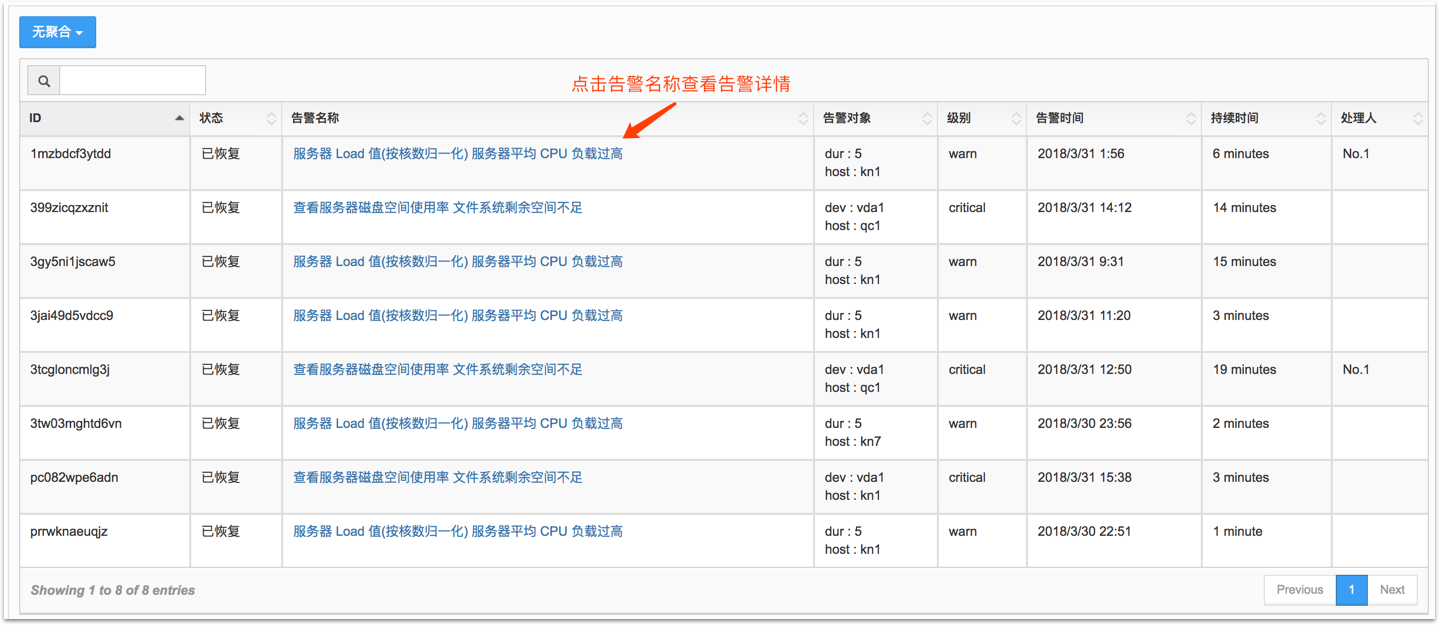 无聚合
点击告警名称查看告警详情
ID 状态 告警名称 告警对象 级别 告警时间 持续时间 处理人
1mzbdcf3ytdd 已恢复 服务器 Load 值(按核数归一化) 服务器平均 CPU 负载过高 dur : 5 warn 2018/3/31 1:56 6 minutes No.1
host : kn1
399zicqzxznit 已恢复 查看服务器磁盘空间使用率 文件系统剩余空间不足 dev : vda1 critical 2018/3/31 14:12 14 minutes
host : qc1
3gy5ni1jscaw5 已恢复 服务器 Load 值(按核数归一化) 服务器平均 CPU 负载过高 dur : 5 warn 2018/3/31 9:31 15 minutes
host : kn1
3jai49d5vdcc9 已恢复 服务器 Load 值(按核数归一化) 服务器平均 CPU 负载过高 dur : 5 warn 2018/3/31 11:20 3 minutes
host : kn1
3tcgloncmlg3j 已恢复 查看服务器磁盘空间使用率 文件系统剩余空间不足 dev : vda1 critical 2018/3/31 12:50 19 minutes No.1
host : qc1
3tw03mghtd6vn 已恢复 服务器 Load 值(按核数归一化) 服务器平均 CPU 负载过高 dur : 5 warn 2018/3/30 23:56 2 minutes
host : kn7
pc082wpe6adn 已恢复 查看服务器磁盘空间使用率 文件系统剩余空间不足 dev : vda1 critical 2018/3/31 15:38 3 minutes
host : kn1
prrwknaeuqjz 已恢复 服务器 Load 值(按核数归一化) 服务器平均 CPU 负载过高 dur : 5 warn 2018/3/30 22:51 1 minute
host : kn1
Showing 1 to 8 of 8 entries Previous 1 Next